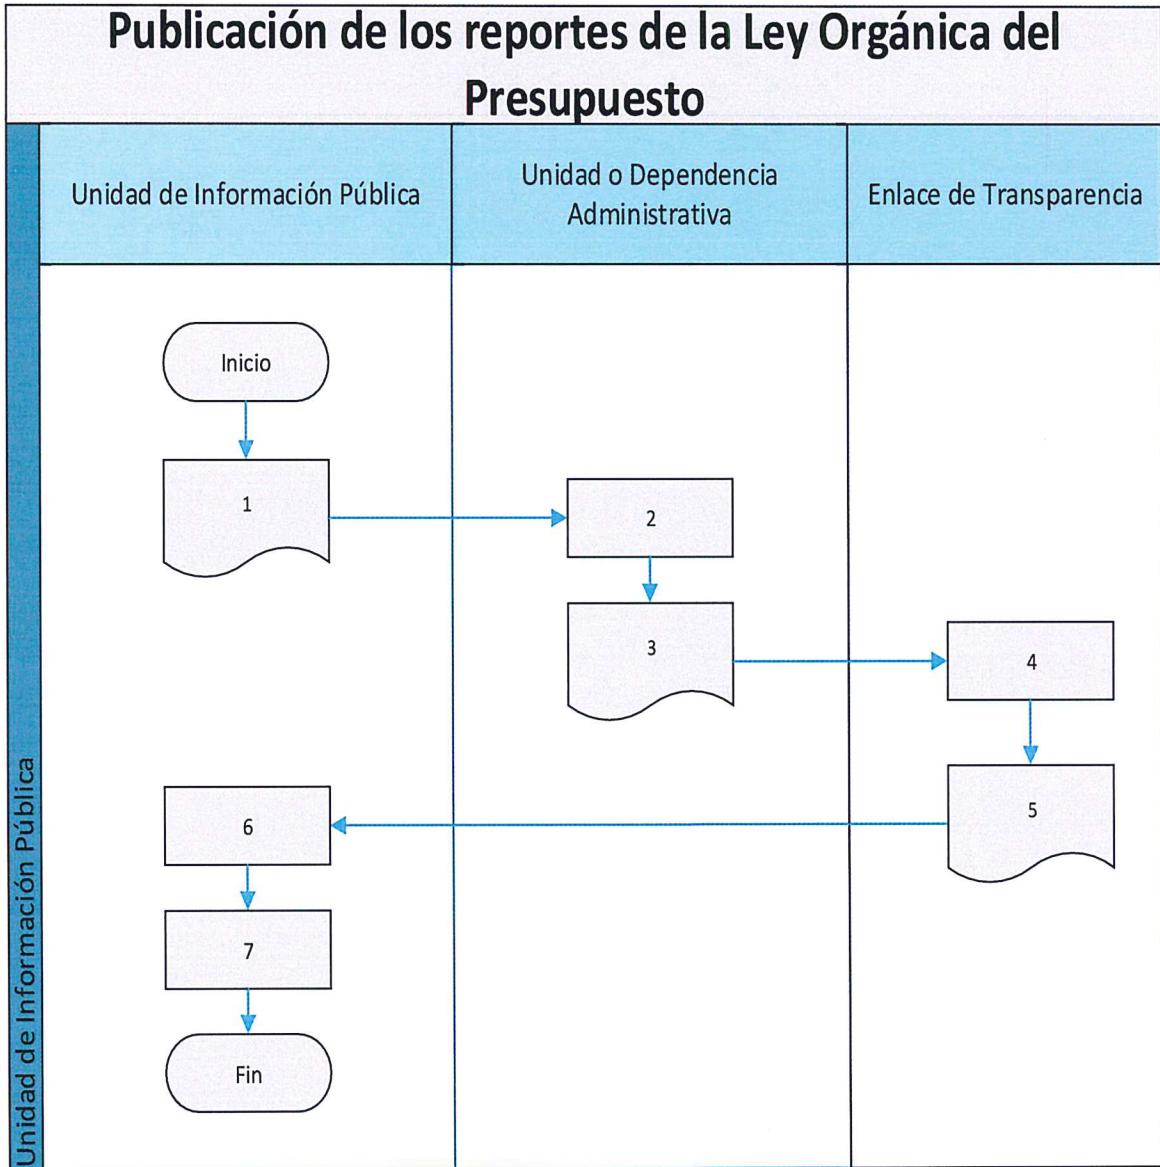 Publicación de los reportes de la Ley Orgánica del
Presupuesto
Unidad de Información Pública
Unidad o Dependencia
Administrativa
Enlace de Transparencia
Inicio
1
2
3
4
5
6
7
Fin
Unidad de Información Pública